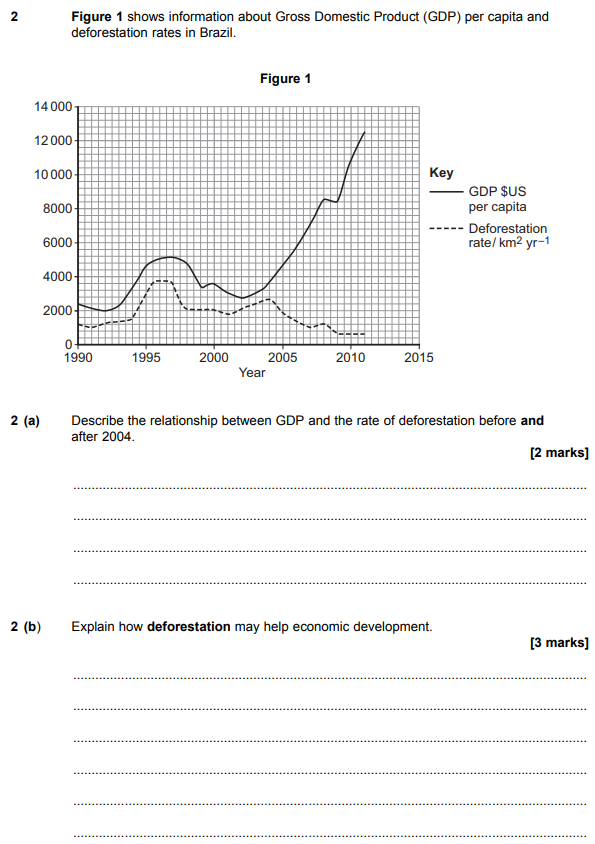 2 Figure 1 shows information about Gross Domestic Product (GDP) per capita and
deforestation rates in Brazil.
Figure 1
14 000
12 000
10 000
8000
6000
4000
2000
0
1990 1995 2000 2005 2010 2015
Year
Key
GDP $US
per capita
Deforestation
rate / km² yr⁻¹
2 (a) Describe the relationship between GDP and the rate of deforestation before and
after 2004.
[2 marks]
2 (b) Explain how deforestation may help economic development.
[3 marks]